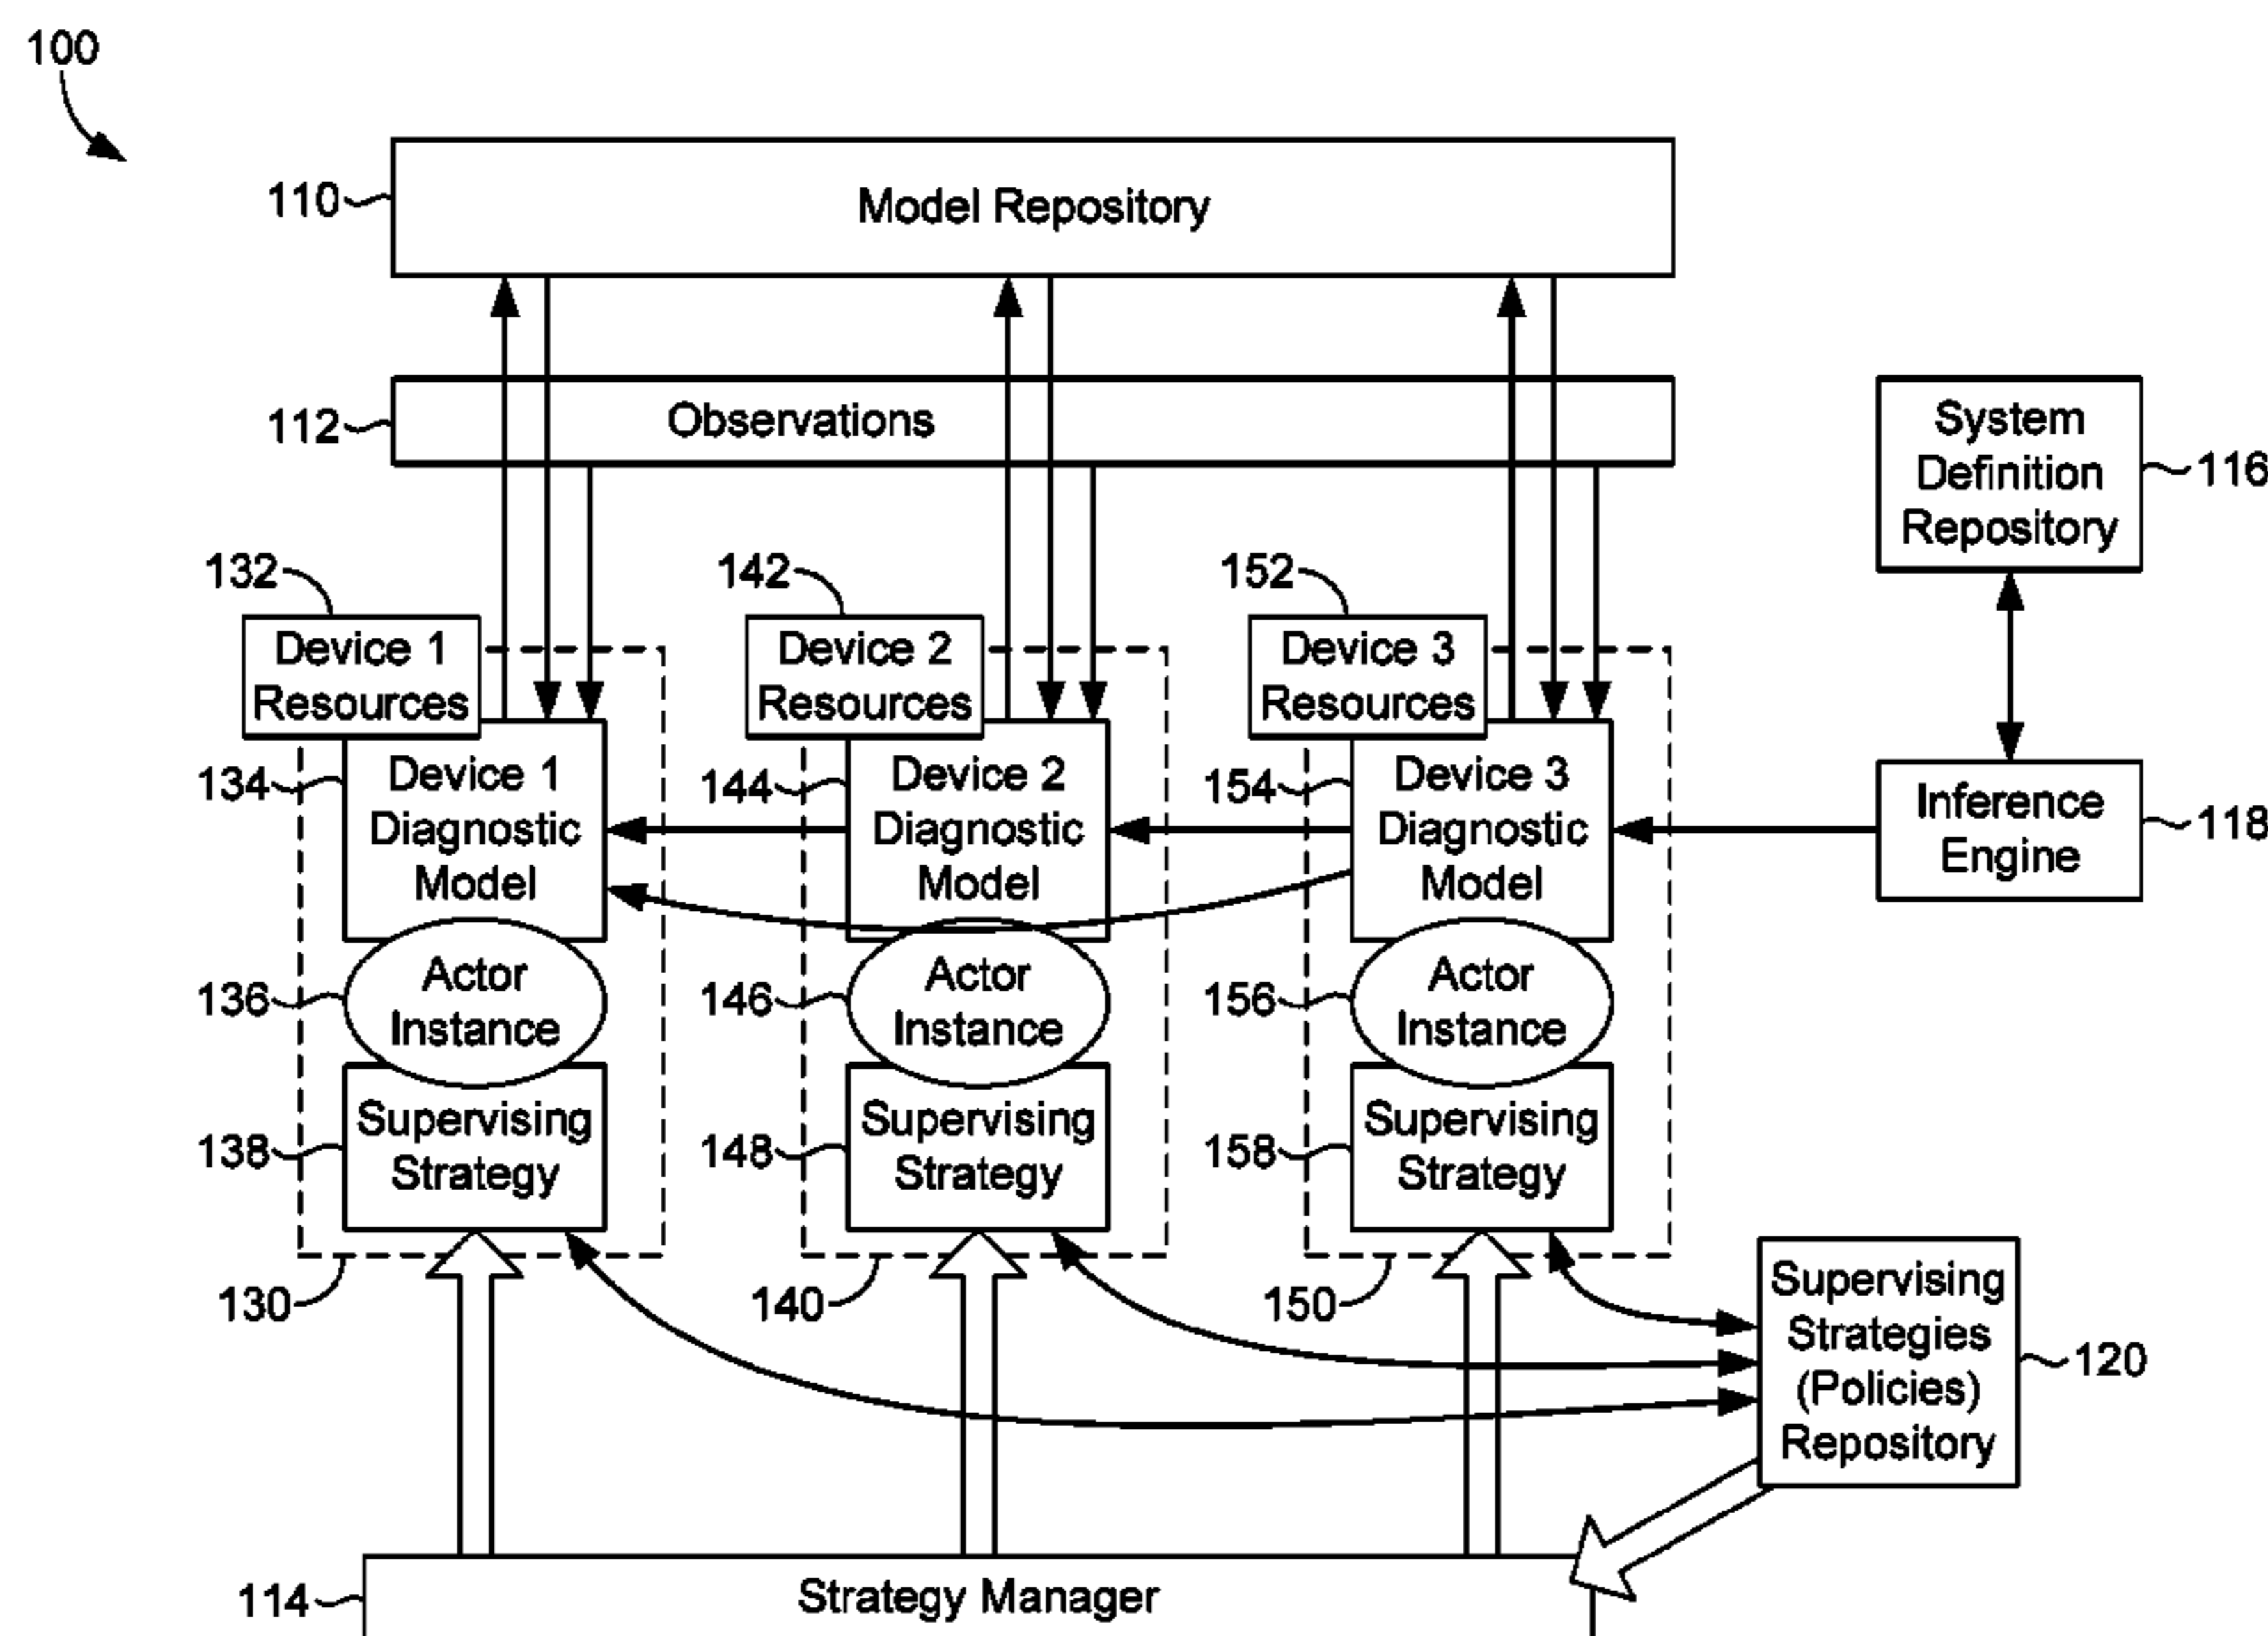 100
110
Model Repository
112
Observations
System
Definition
Repository
116
132
142
152
Device 1
Resources
Device 2
Resources
Device 3
Resources
134
Device 1
Diagnostic
Model
144
Device 2
Diagnostic
Model
154
Device 3
Diagnostic
Model
Inference
Engine
118
136
Actor
Instance
146
Actor
Instance
156
Actor
Instance
138
Supervising
Strategy
148
Supervising
Strategy
158
Supervising
Strategy
130
140
150
Supervising
Strategies
(Policies)
Repository
120
114
Strategy Manager